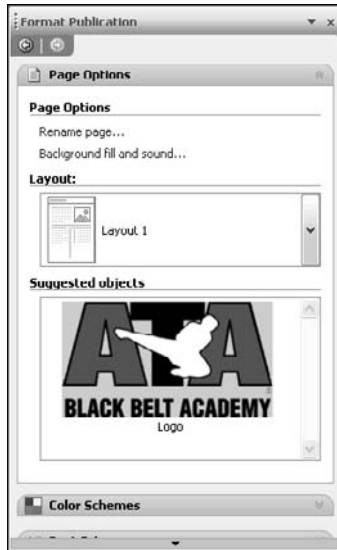 Format Publication
Page Options
Page Options
Rename page...
Background fill and sound...
Layout:
Layout 1
Suggested objects
ATA
BLACK BELT ACADEMY
Logo
Color Schemes